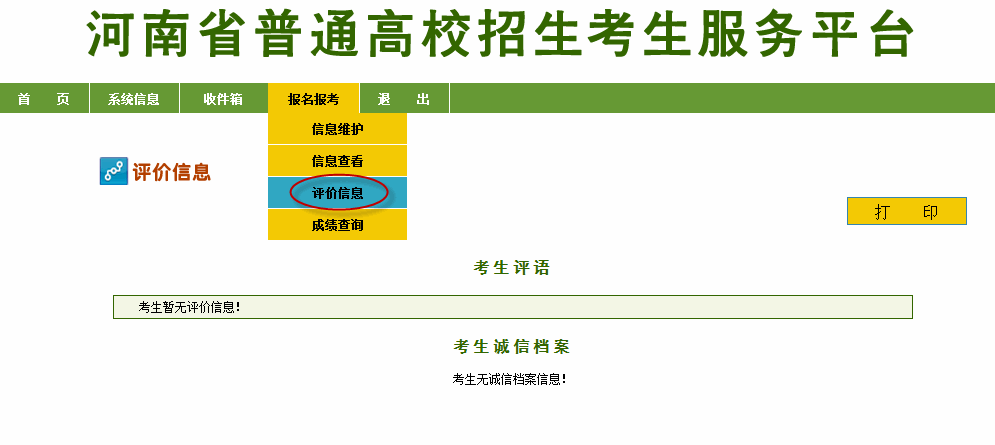 河南省普通高校招生考生服务平台
首 页 系统信息 收件箱 报名报考 退 出
信息维护
信息查看
评价信息
评价信息
成绩查询
打 印
考生评语
考生暂无评价信息！
考生诚信档案
考生无诚信档案信息！